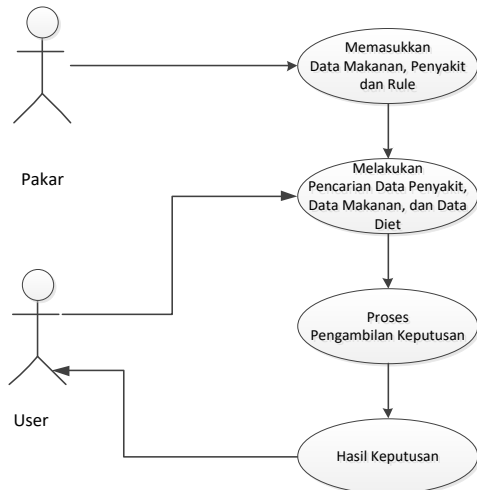 Memasukkan
Data Makanan, Penyakit
dan Rule
Pakar
Melakukan
Pencarian Data Penyakit,
Data Makanan, dan Data
Diet
Proses
Pengambilan Keputusan
User
Hasil Keputusan